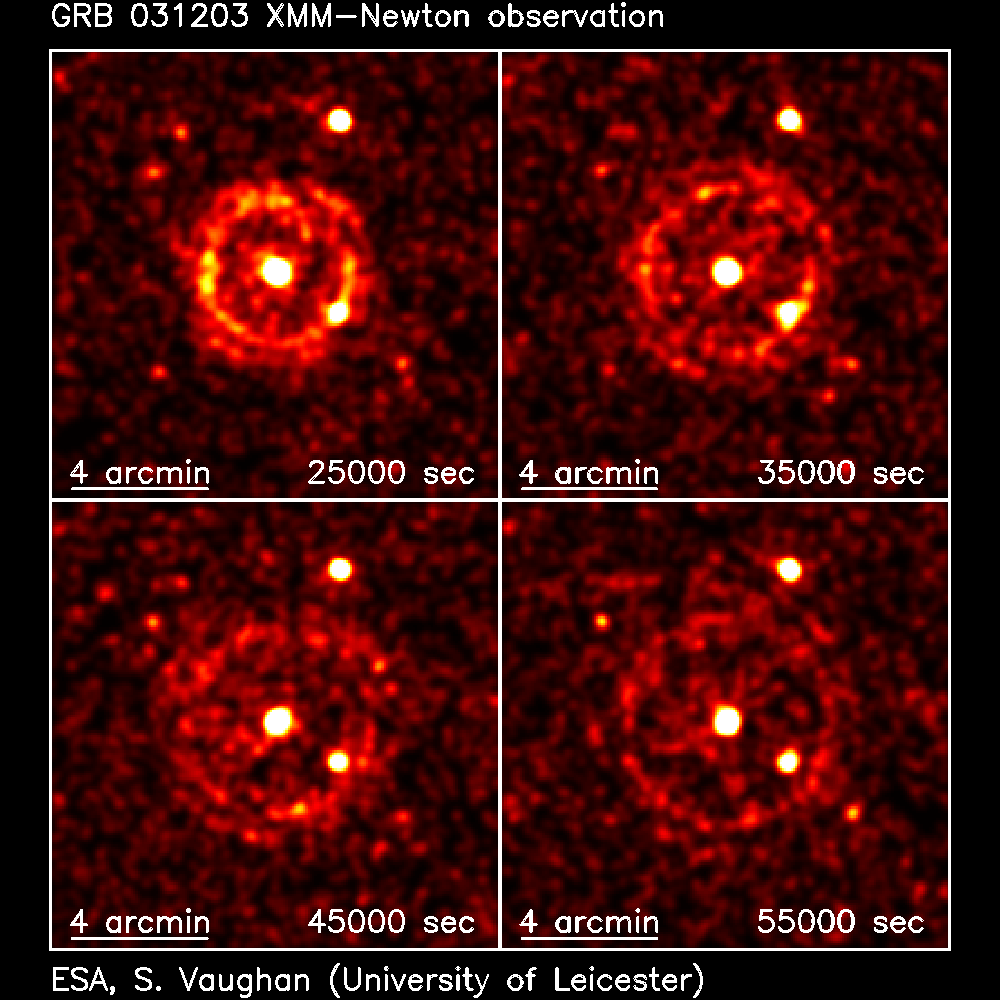 GRB 031203 XMM-Newton observation
4 arcmin 25000 sec
4 arcmin 35000 sec
4 arcmin 45000 sec
4 arcmin 55000 sec
ESA, S. Vaughan (University of Leicester)